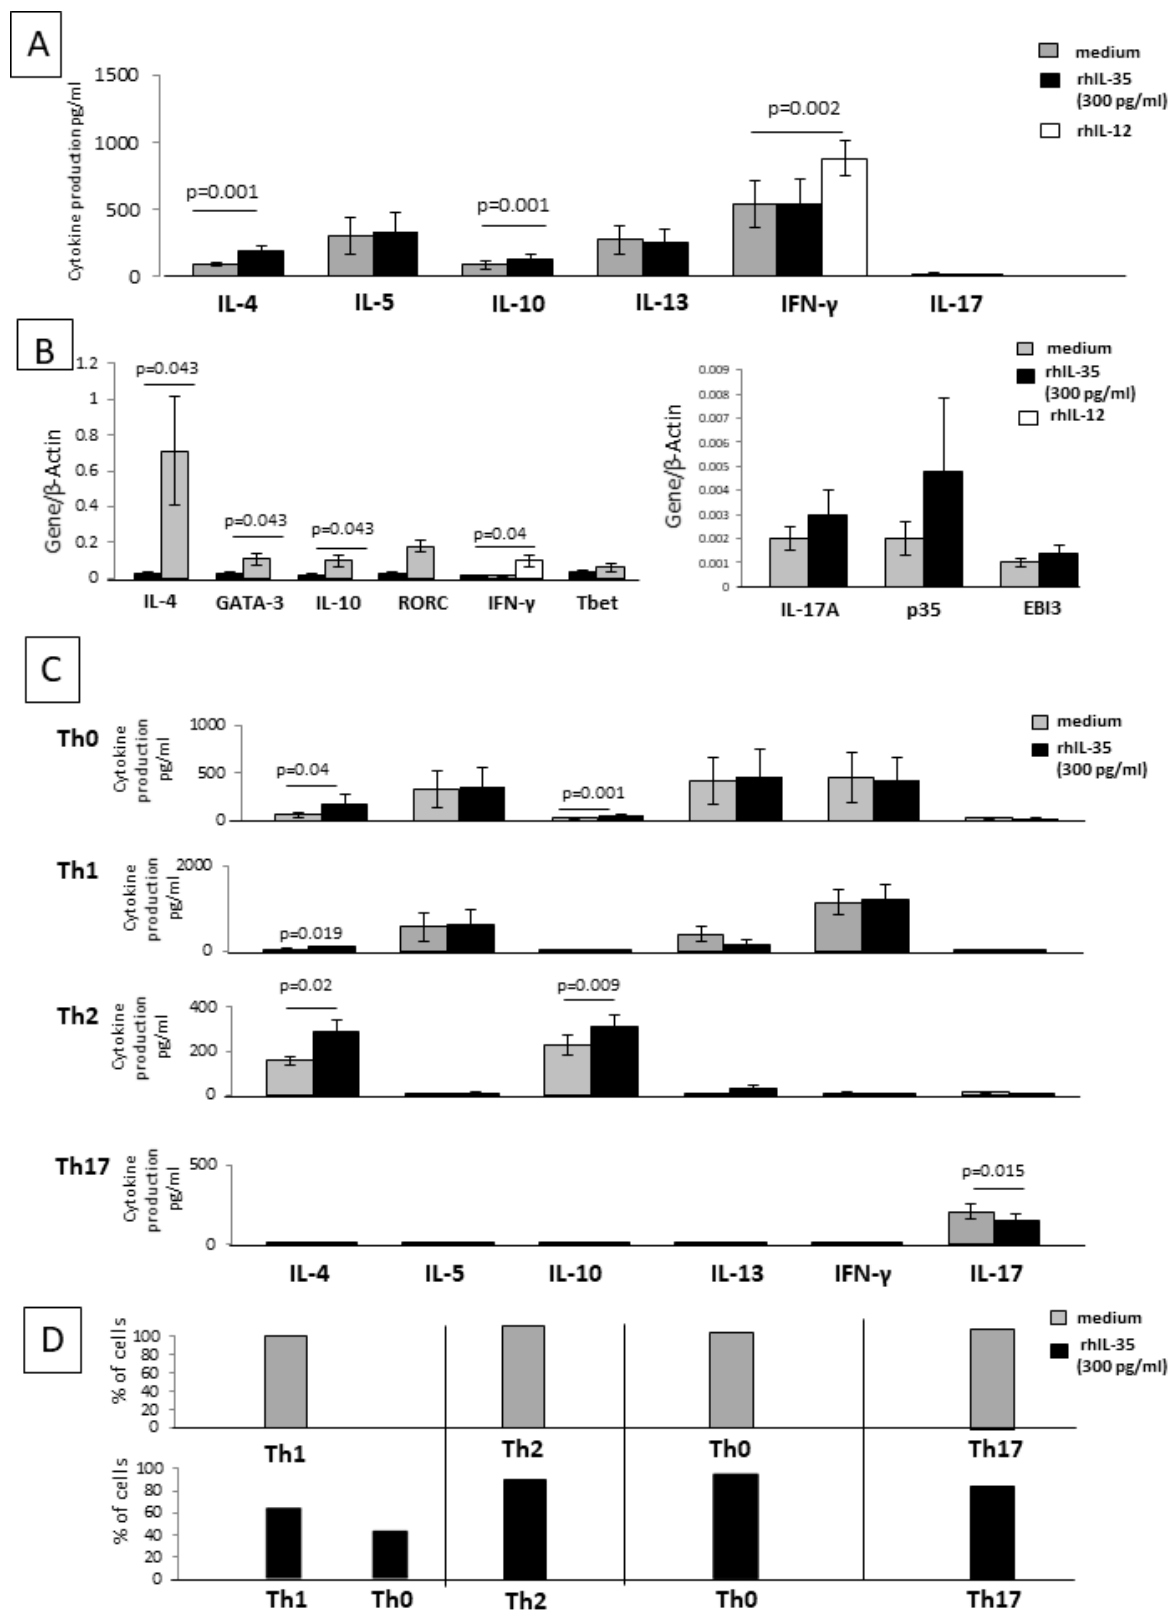 A
medium
rhIL-35
(300 pg/ml)
rhIL-12
Cytokine production pg/ml
1500
1000
500
0
p=0.001
p=0.001
p=0.002
IL-4 IL-5 IL-10 IL-13 IFN-γ IL-17
B
medium
rhIL-35
(300 pg/ml)
rhIL-12
Gene/β-Actin
1.2
1
0.8
0.6
0.4
0.2
0
p=0.043
p=0.043
p=0.043
p=0.04
IL-4 GATA-3 IL-10 RORC IFN-γ Tbet
Gene/β-Actin
0.009
0.008
0.007
0.006
0.005
0.004
0.003
0.002
0.001
0
IL-17A p35 EBI3
C
medium
rhIL-35
(300 pg/ml)
Th0
Cytokine
production
pg/ml
1000
500
0
p=0.04
p=0.001
Th1
Cytokine
production
pg/ml
2000
0
p=0.019
Th2
Cytokine
production
pg/ml
400
200
0
p=0.02
p=0.009
Th17
Cytokine
production
pg/ml
500
0
p=0.015
IL-4 IL-5 IL-10 IL-13 IFN-γ IL-17
D
medium
rhIL-35
(300 pg/ml)
% of cells
100
80
60
40
20
0
Th1 Th2 Th0 Th17
% of cells
100
80
60
40
20
0
Th1 Th0 Th2 Th0 Th17